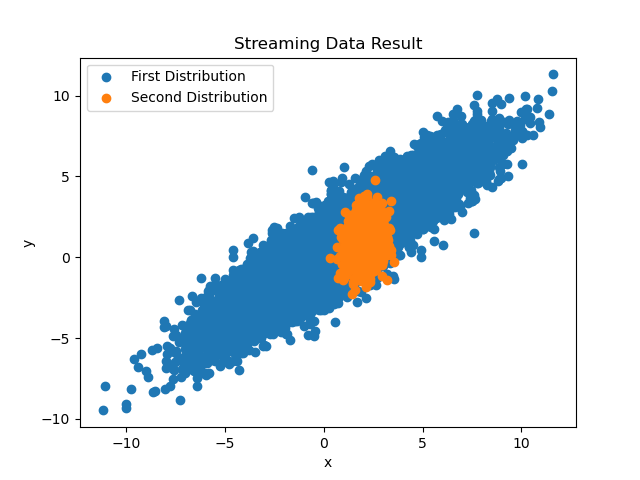 Streaming Data Result
First Distribution
Second Distribution
10
5
0
−5
−10
y
−10 −5 0 5 10
x